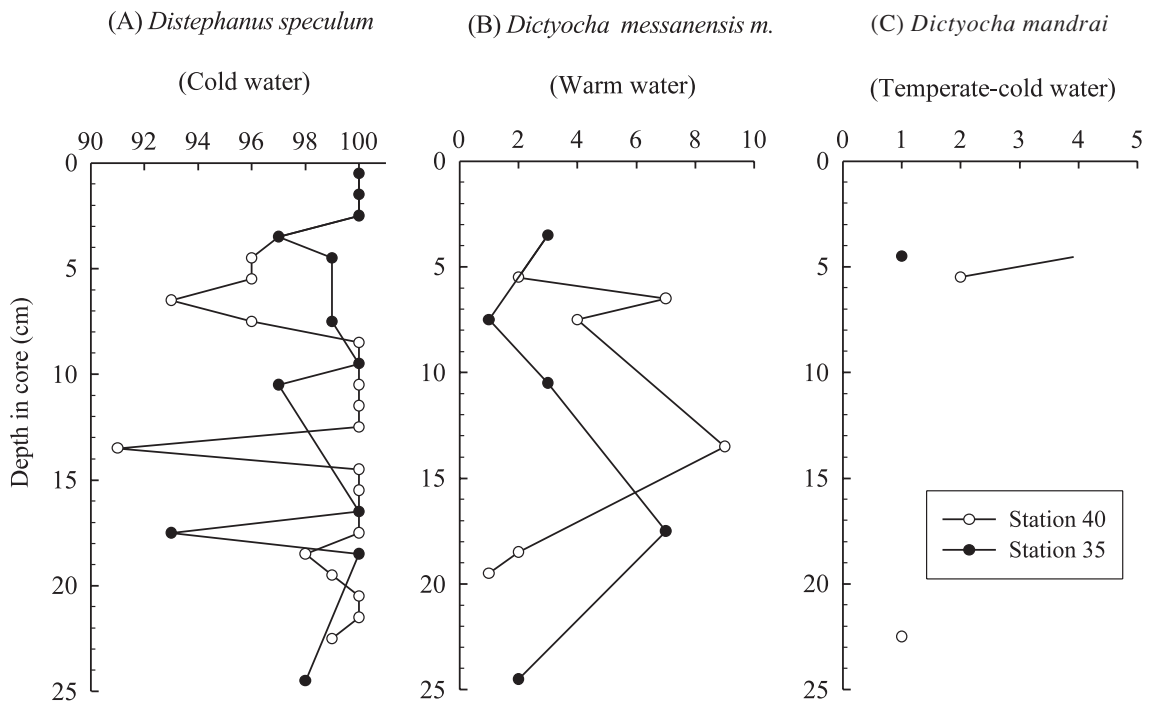 (A) Distephanus speculum
(Cold water)
90 92 94 96 98 100
0
5
10
15
20
25
Depth in core (cm)
(B) Dictyocha messanensis m.
(Warm water)
0 2 4 6 8 10
0
5
10
15
20
25
(C) Dictyocha mandrai
(Temperate-cold water)
0 1 2 3 4 5
0
5
10
15
20
25
Station 40
Station 35